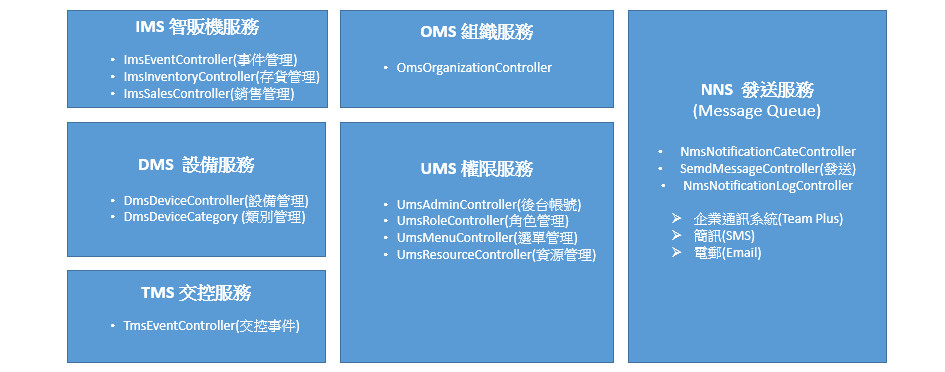 IMS 智販機服務
• ImsEventController(事件管理)
• ImsInventoryController(存貨管理)
• ImsSalesController(銷售管理)
DMS 設備服務
• DmsDeviceController(設備管理)
• DmsDeviceCategory (類別管理)
TMS 交控服務
• TmsEventController(交控事件)
OMS 組織服務
• OmsOrganizationController
UMS 權限服務
• UmsAdminController(後台帳號)
• UmsRoleController(角色管理)
• UmsMenuController(選單管理)
• UmsResourceController(資源管理)
NNS 發送服務
(Message Queue)
• NmsNotificationCateController
• SemdMessageController(發送)
• NmsNotificationLogController
➢ 企業通訊系統(Team Plus)
➢ 簡訊(SMS)
➢ 電郵(Email)